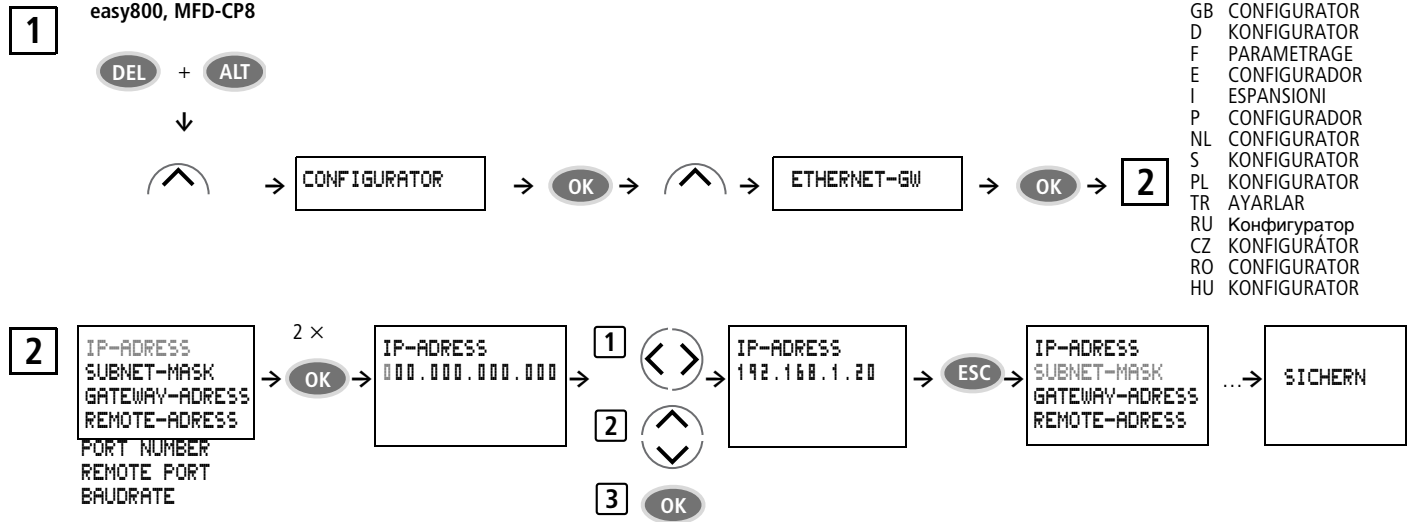 1
easy800, MFD-CP8
DEL + ALT
CONFIGURATOR
OK
ETHERNET-GW
OK
2
GB CONFIGURATOR
D KONFIGURATOR
F PARAMETRAGE
E CONFIGURADOR
I ESPANSIONI
P CONFIGURADOR
NL CONFIGURATOR
S KONFIGURATOR
PL KONFIGURATOR
TR AYARLAR
RU Конфигуратор
CZ KONFIGURÁTOR
RO CONFIGURATOR
HU KONFIGURATOR
2
IP-ADRESS
SUBNET-MASK
GATEWAY-ADRESS
REMOTE-ADRESS
PORT NUMBER
REMOTE PORT
BAUDRATE
2 ×
OK
IP-ADRESS
000.000.000.000
1
2
3 OK
IP-ADRESS
192.168.1.20
ESC
IP-ADRESS
SUBNET-MASK
GATEWAY-ADRESS
REMOTE-ADRESS
...
SICHERN